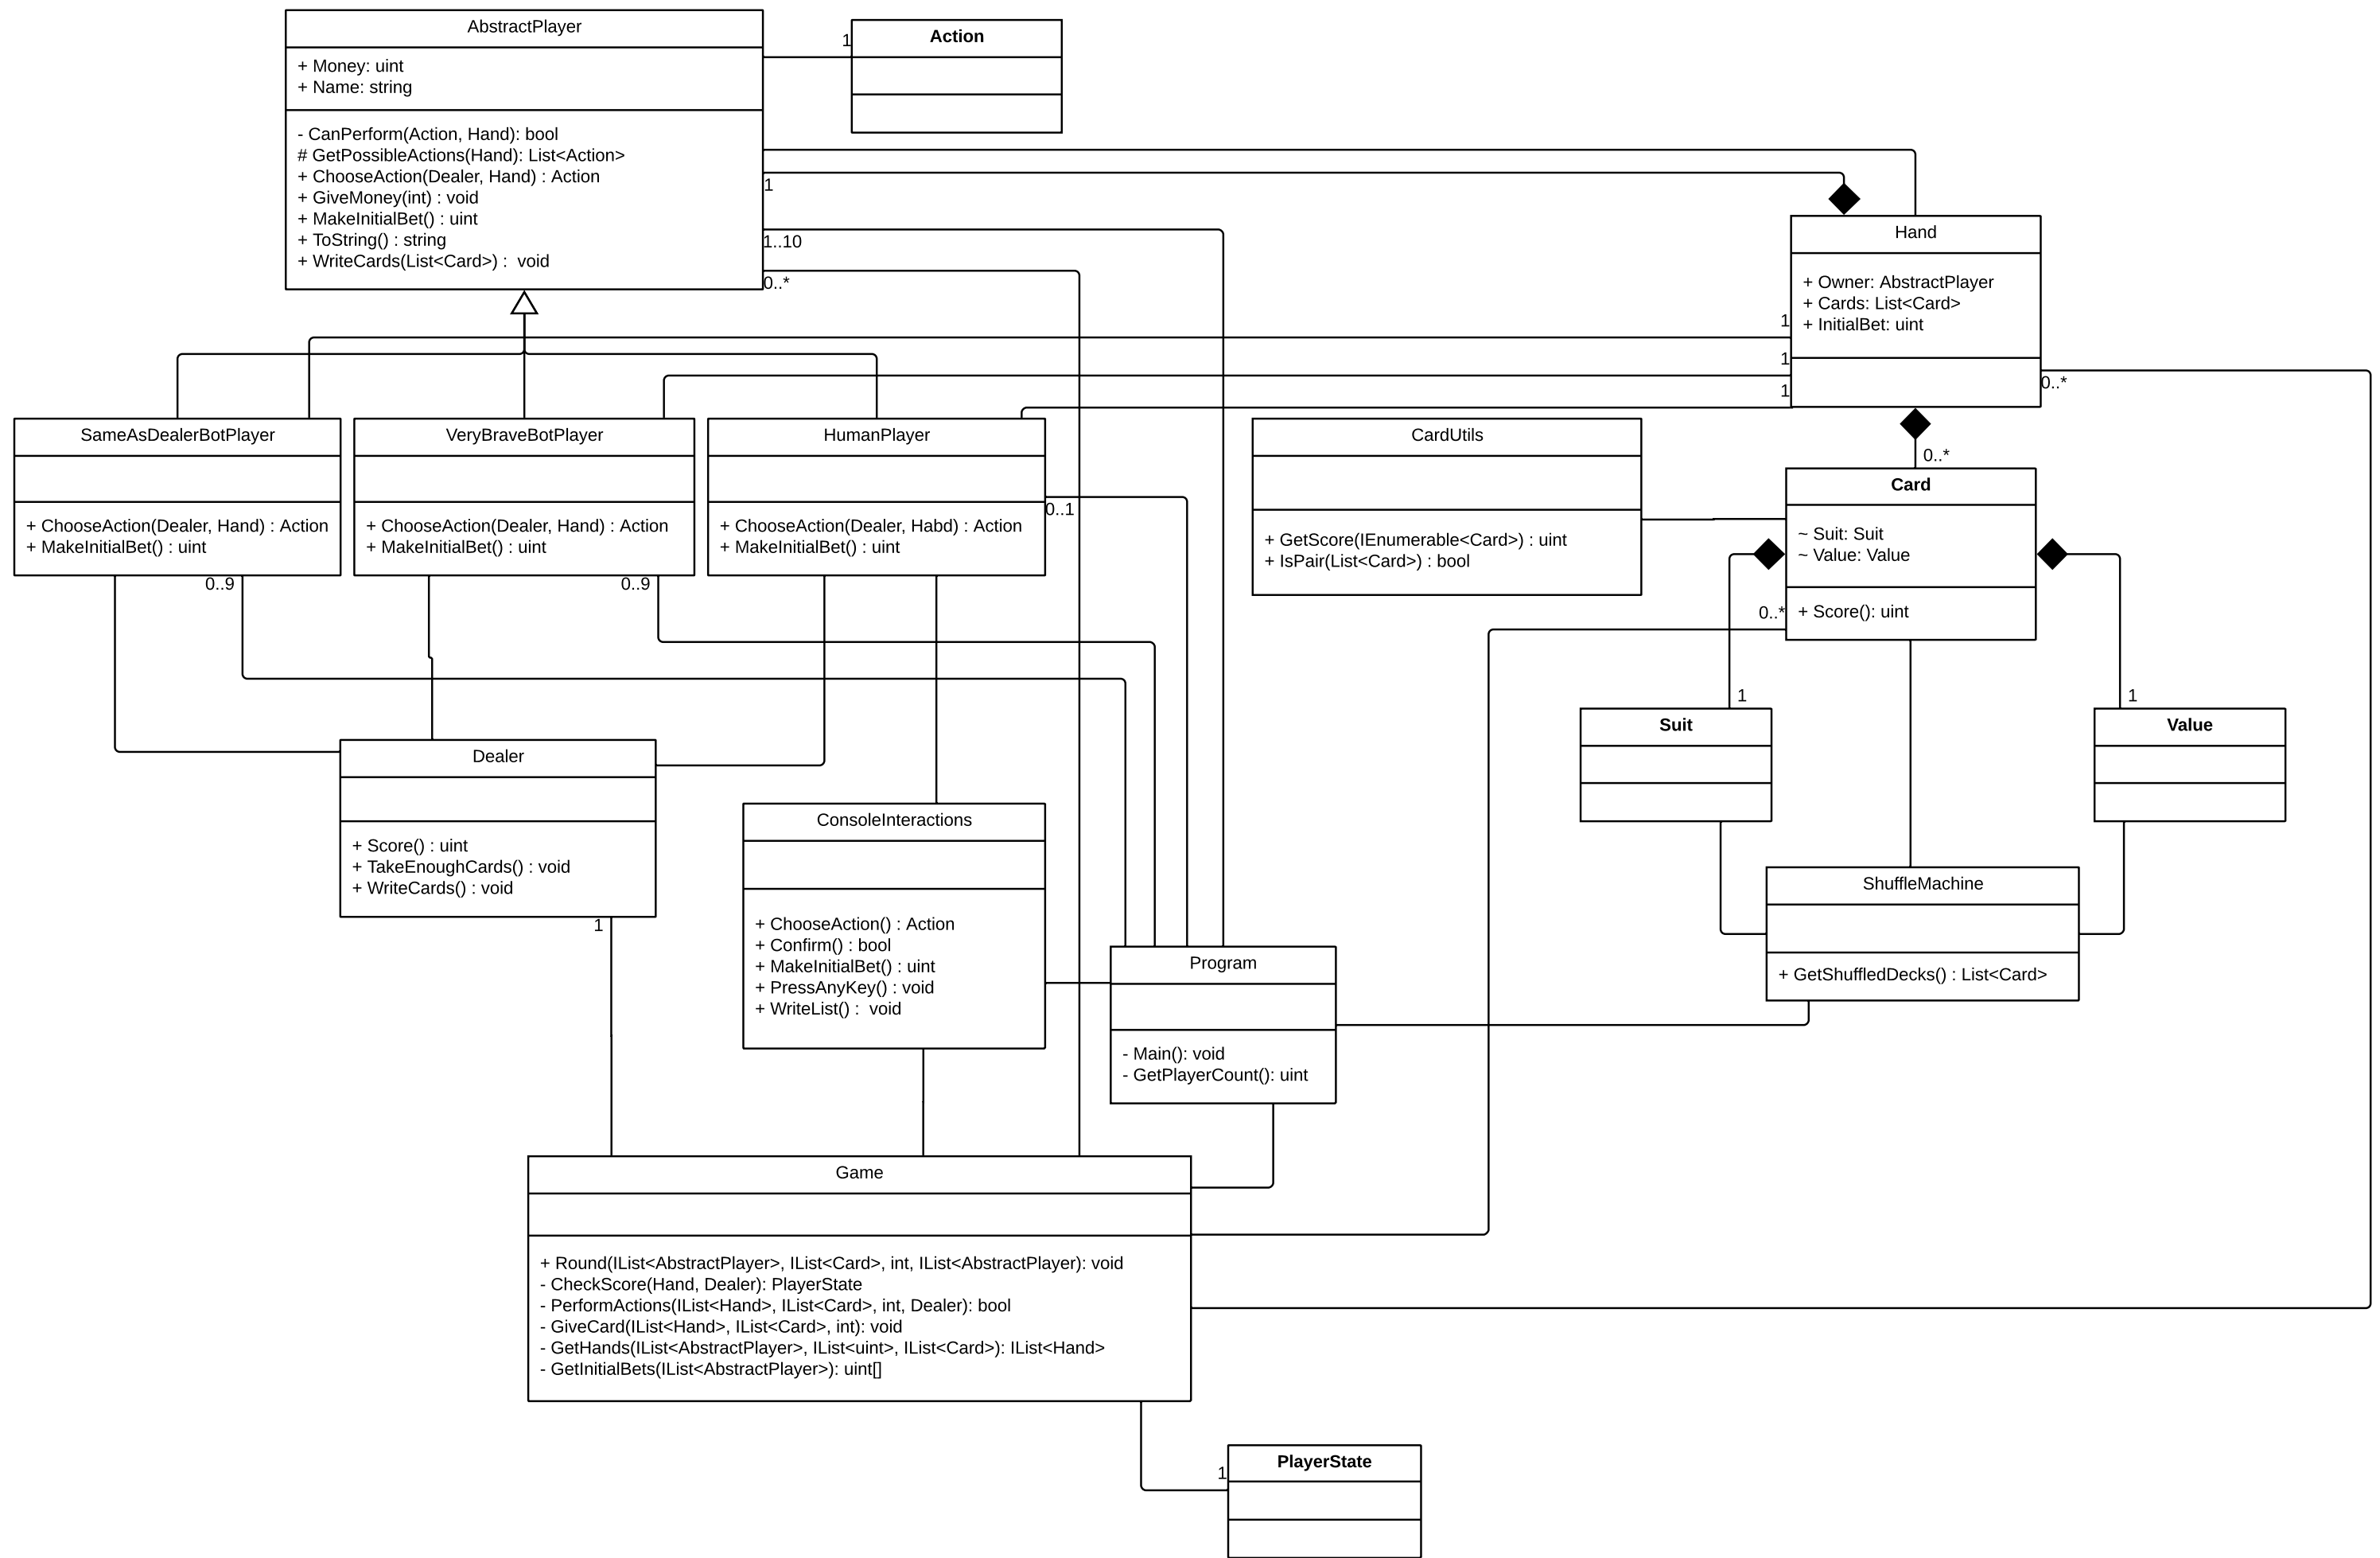 AbstractPlayer
+ Money: uint
+ Name: string
- CanPerform(Action, Hand): bool
# GetPossibleActions(Hand): List<Action>
+ ChooseAction(Dealer, Hand) : Action
+ GiveMoney(int) : void
+ MakeInitialBet() : uint
+ ToString() : string
+ WriteCards(List<Card>) :  void
1
Action
1
1..10
0..*
Hand
+ Owner: AbstractPlayer
+ Cards: List<Card>
+ InitialBet: uint
1
1
1
0..*
SameAsDealerBotPlayer
+ ChooseAction(Dealer, Hand) : Action
+ MakeInitialBet() : uint
0..9
VeryBraveBotPlayer
+ ChooseAction(Dealer, Hand) : Action
+ MakeInitialBet() : uint
0..9
HumanPlayer
+ ChooseAction(Dealer, Habd) : Action
+ MakeInitialBet() : uint
0..1
CardUtils
+ GetScore(IEnumerable<Card>) : uint
+ IsPair(List<Card>) : bool
0..*
Card
~ Suit: Suit
~ Value: Value
+ Score(): uint
0..*
1
1
Suit
Value
Dealer
+ Score() : uint
+ TakeEnoughCards() : void
+ WriteCards() : void
1
ConsoleInteractions
+ ChooseAction() : Action
+ Confirm() : bool
+ MakeInitialBet() : uint
+ PressAnyKey() : void
+ WriteList() :  void
Program
- Main(): void
- GetPlayerCount(): uint
ShuffleMachine
+ GetShuffledDecks() : List<Card>
Game
+ Round(IList<AbstractPlayer>, IList<Card>, int, IList<AbstractPlayer): void
- CheckScore(Hand, Dealer): PlayerState
- PerformActions(IList<Hand>, IList<Card>, int, Dealer): bool
- GiveCard(IList<Hand>, IList<Card>, int): void
- GetHands(IList<AbstractPlayer>, IList<uint>, IList<Card>): IList<Hand>
- GetInitialBets(IList<AbstractPlayer>): uint[]
1
PlayerState